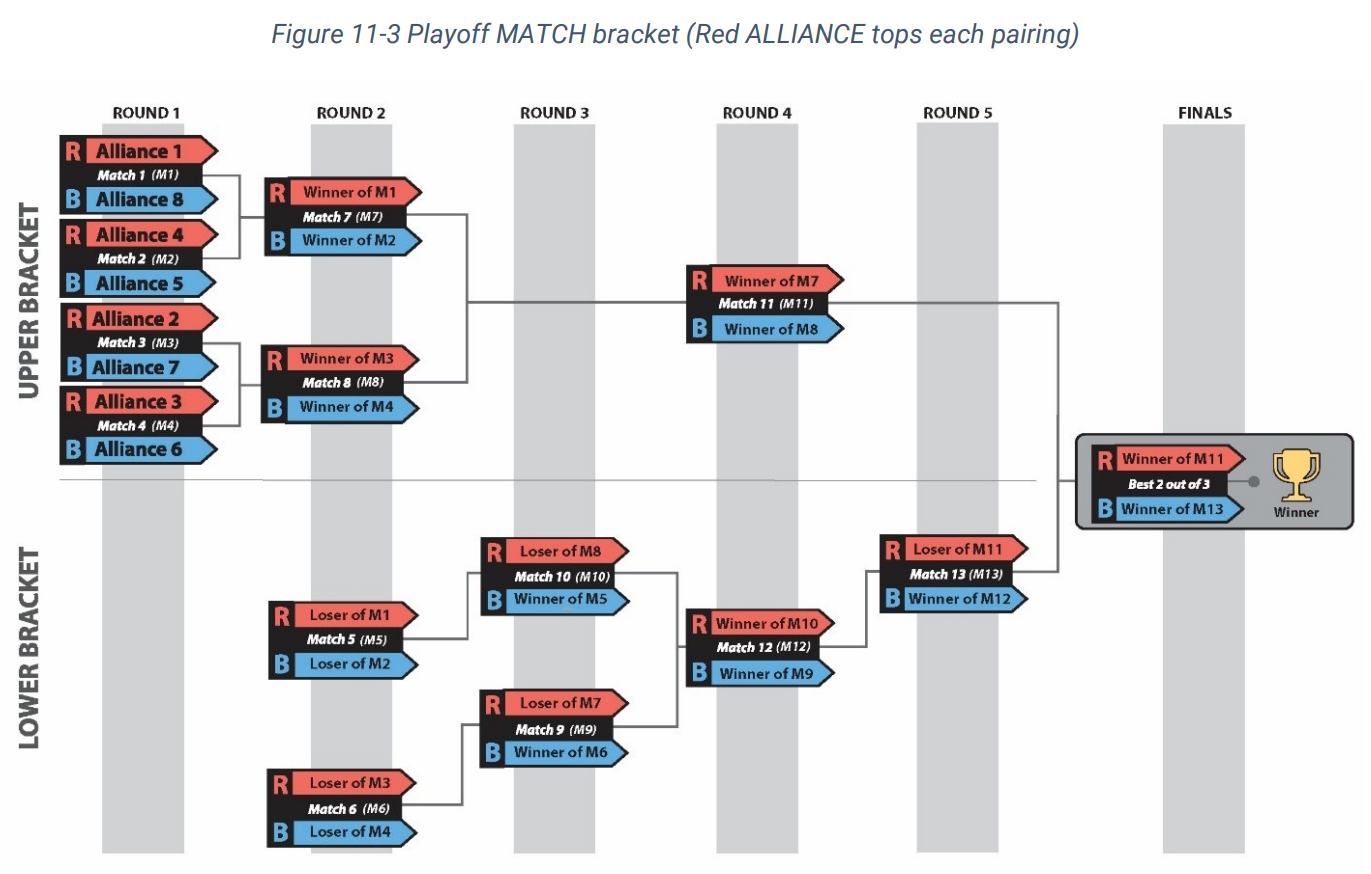 Figure 11-3 Playoff MATCH bracket (Red ALLIANCE tops each pairing)
ROUND 1
ROUND 2
ROUND 3
ROUND 4
ROUND 5
FINALS
UPPER BRACKET
R Alliance 1
Match 1 (M1)
B Alliance 8
R Alliance 4
Match 2 (M2)
B Alliance 5
R Alliance 2
Match 3 (M3)
B Alliance 7
R Alliance 3
Match 4 (M4)
B Alliance 6
R Winner of M1
Match 7 (M7)
B Winner of M2
R Winner of M3
Match 8 (M8)
B Winner of M4
R Winner of M7
Match 11 (M11)
B Winner of M8
R Winner of M11
Best 2 out of 3
B Winner of M13
Winner
LOWER BRACKET
R Loser of M1
Match 5 (M5)
B Loser of M2
R Loser of M3
Match 6 (M6)
B Loser of M4
R Loser of M8
Match 10 (M10)
B Winner of M5
R Loser of M7
Match 9 (M9)
B Winner of M6
R Winner of M10
Match 12 (M12)
B Winner of M9
R Loser of M11
Match 13 (M13)
B Winner of M12